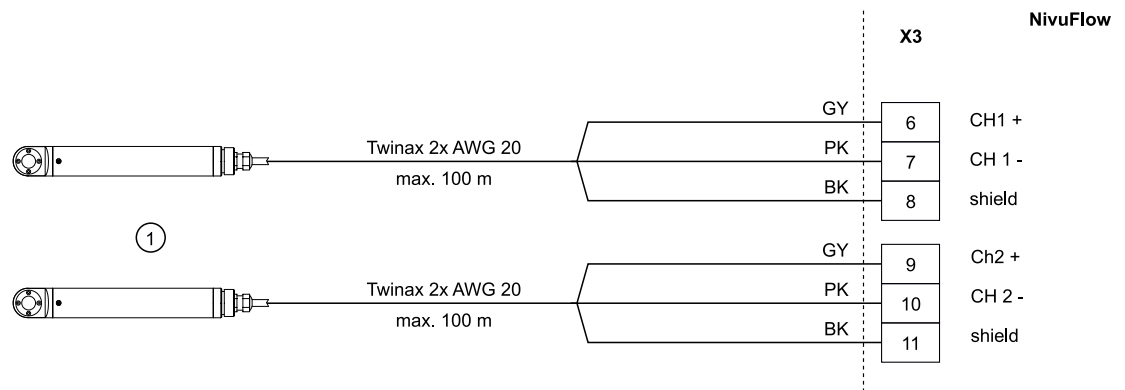 NivuFlow
X3
GY 6 CH1 +
Twinax 2x AWG 20 PK 7 CH 1 -
max. 100 m
BK 8 shield
1
GY 9 Ch2 +
Twinax 2x AWG 20 PK 10 CH 2 -
max. 100 m
BK 11 shield